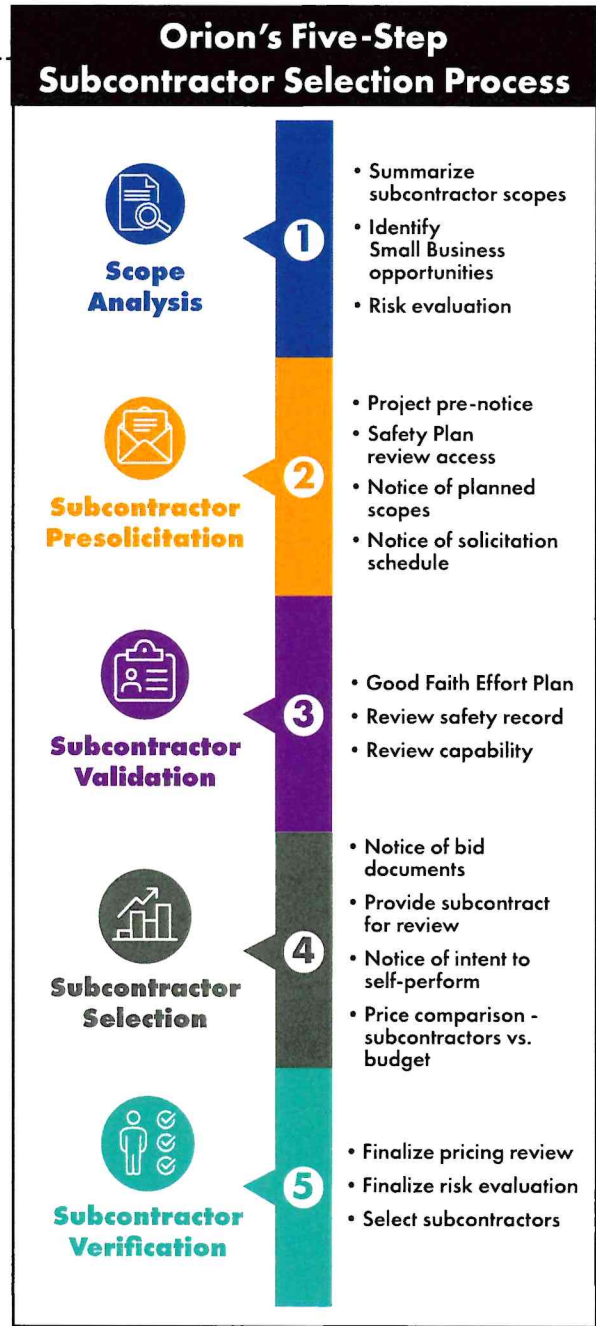 Orion's Five-Step
Subcontractor Selection Process
1
Scope
Analysis
• Summarize
subcontractor scopes
• Identify
Small Business
opportunities
• Risk evaluation
2
Subcontractor
Presolicitation
• Project pre-notice
• Safety Plan
review access
• Notice of planned
scopes
• Notice of solicitation
schedule
3
Subcontractor
Validation
• Good Faith Effort Plan
• Review safety record
• Review capability
4
Subcontractor
Selection
• Notice of bid
documents
• Provide subcontract
for review
• Notice of intent to
self-perform
• Price comparison -
subcontractors vs.
budget
5
Subcontractor
Verification
• Finalize pricing review
• Finalize risk evaluation
• Select subcontractors